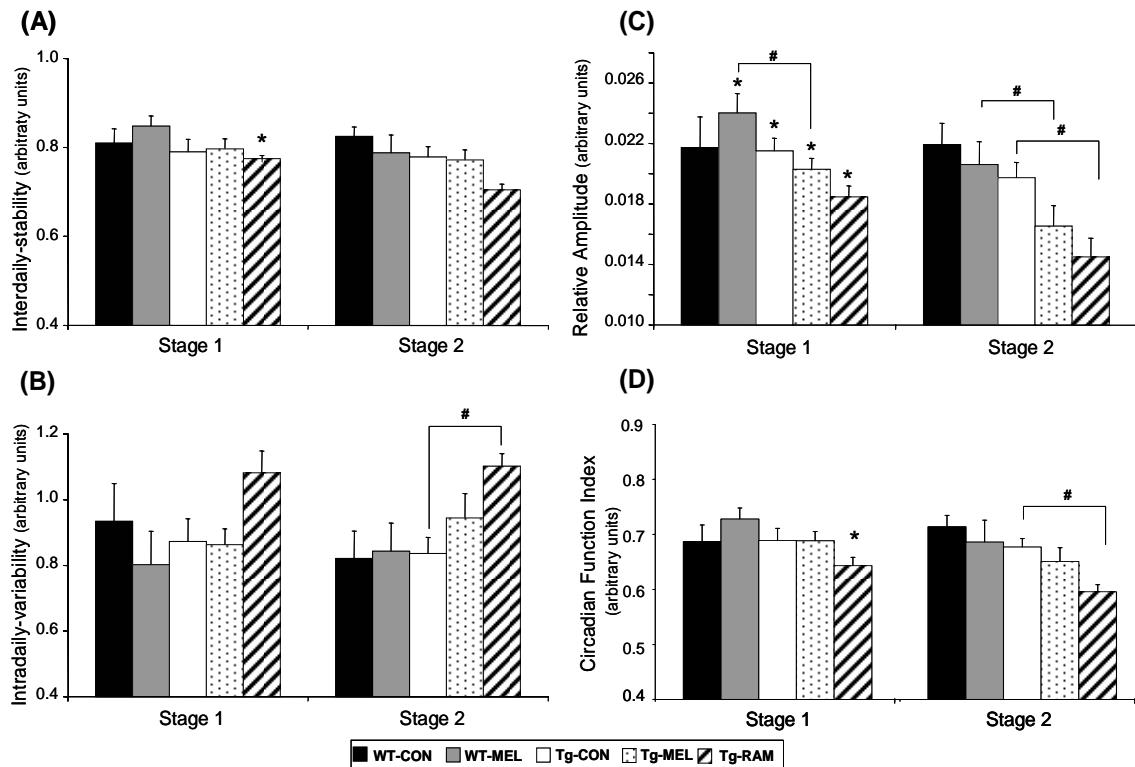 (A)
Interdaily-stability (arbitraty units)
1.0
0.8
0.6
0.4
*
Stage 1
Stage 2
(B)
Intradaily-variability (arbitrary units)
1.2
1.0
0.8
0.6
0.4
#
Stage 1
Stage 2
(C)
Relative Amplitude (arbitrary units)
0.026
0.022
0.018
0.014
0.010
#
*
*
*
*
#
#
Stage 1
Stage 2
(D)
Circadian Function Index
(arbitrary units)
0.9
0.8
0.7
0.6
0.5
0.4
*
#
Stage 1
Stage 2
WT-CON WT-MEL Tg-CON Tg-MEL Tg-RAM